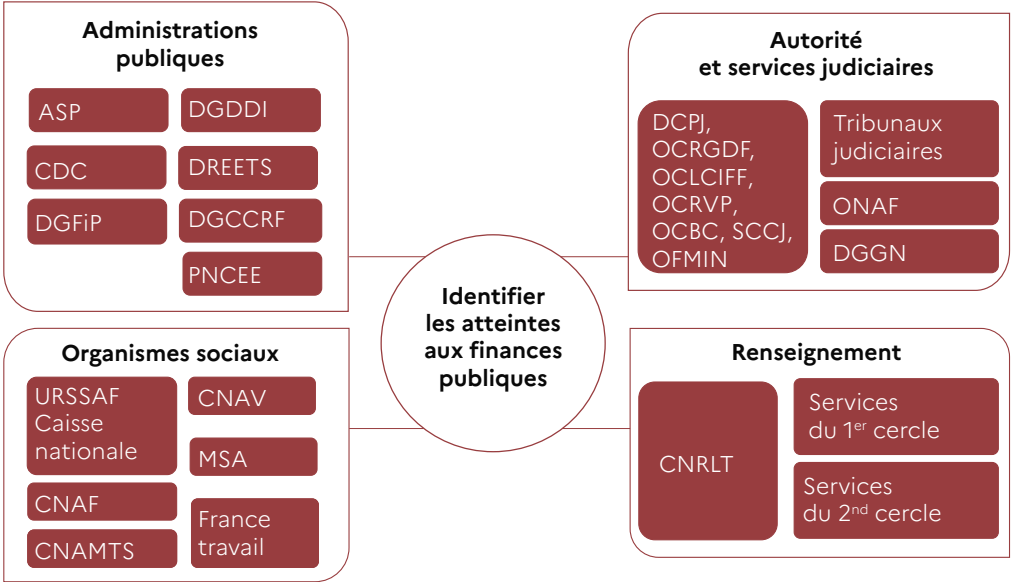 Administrations
publiques
ASP
DGDDI
CDC
DREETS
DGFiP
DGCCRF
PNCEE
Autorité
et services judiciaires
DCPJ,
OCRGDF,
OCLCIFF,
OCRVP,
OCBC, SCCJ,
OFMIN
Tribunaux
judiciaires
ONAF
DGGN
Identifier
les atteintes
aux finances
publiques
Organismes sociaux
URSSAF
Caisse
nationale
CNAV
MSA
CNAF
CNAMTS
France
travail
Renseignement
CNRLT
Services
du 1er cercle
Services
du 2nd cercle